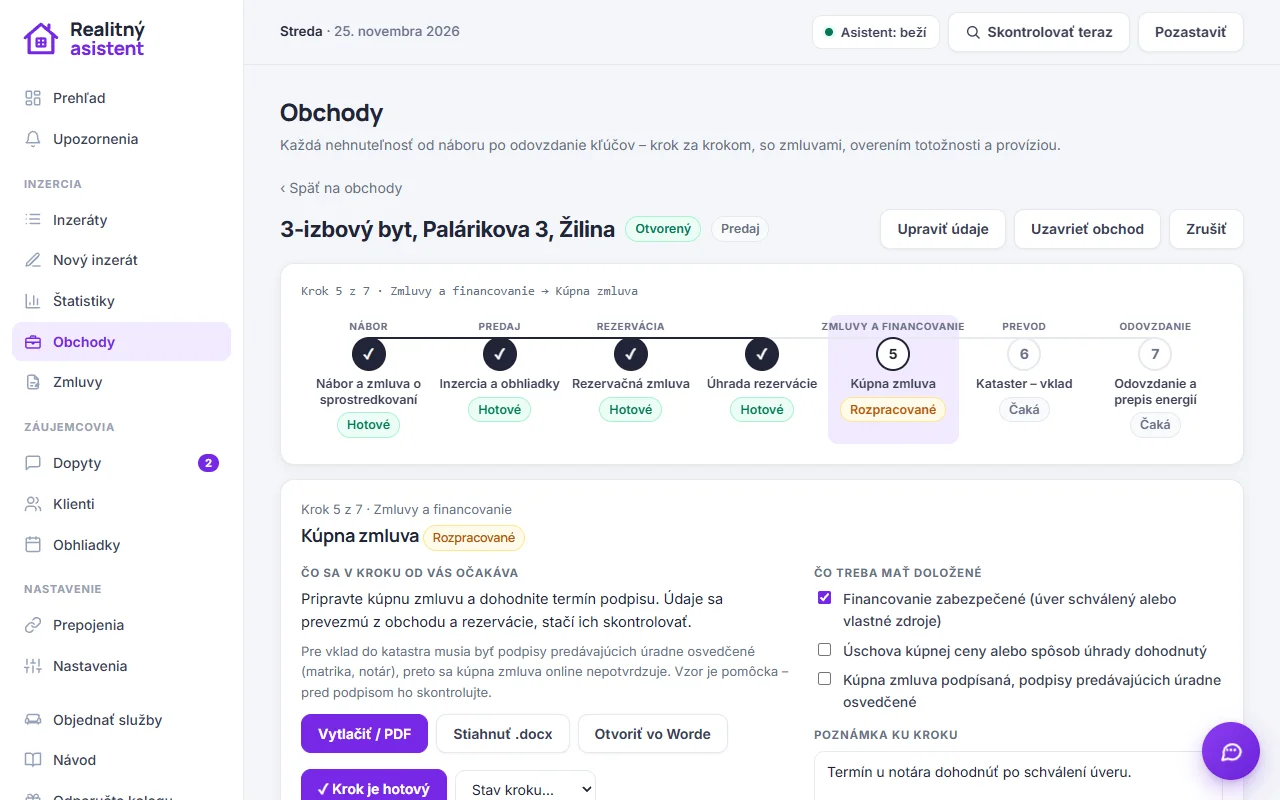 Realitný
asistent
Streda · 25. novembra 2026
Asistent: beží
Skontrolovať teraz
Pozastaviť
Prehľad
Upozornenia
INZERCIA
Inzeráty
Nový inzerát
Štatistiky
Obchody
Zmluvy
ZÁUJEMCOVIA
Dopyty 2
Klienti
Obhliadky
NASTAVENIE
Prepojenia
Nastavenia
Objednať služby
Návod
Odporučte kolegu
Obchody
Každá nehnuteľnosť od náboru po odovzdanie kľúčov – krok za krokom, so zmluvami, overením totožnosti a províziou.
‹ Späť na obchody
3-izbový byt, Palárikova 3, Žilina Otvorený Predaj
Upraviť údaje
Uzavrieť obchod
Zrušiť
Krok 5 z 7 · Zmluvy a financovanie → Kúpna zmluva
NÁBOR
✓
Nábor a zmluva o
sprostredkovaní
Hotové
PREDAJ
✓
Inzercia a obhliadky
Hotové
REZERVÁCIA
✓
Rezervačná zmluva
Hotové
✓
Úhrada rezervácie
Hotové
ZMLUVY A FINANCOVANIE
5
Kúpna zmluva
Rozpracované
PREVOD
6
Kataster – vklad
Čaká
ODOVZDANIE
7
Odovzdanie a
prepis energií
Čaká
Krok 5 z 7 · Zmluvy a financovanie
Kúpna zmluva Rozpracované
ČO SA V KROKU OD VÁS OČAKÁVA
Pripravte kúpnu zmluvu a dohodnite termín podpisu. Údaje sa
prevezmú z obchodu a rezervácie, stačí ich skontrolovať.
Pre vklad do katastra musia byť podpisy predávajúcich úradne osvedčené
(matrika, notár), preto sa kúpna zmluva online nepotvrdzuje. Vzor je pomôcka –
pred podpisom ho skontrolujte.
Vytlačiť / PDF
Stiahnuť .docx
Otvoriť vo Worde
✓ Krok je hotový
Stav kroku...
ČO TREBA MAŤ DOLOŽENÉ
Financovanie zabezpečené (úver schválený alebo
vlastné zdroje)
Úschova kúpnej ceny alebo spôsob úhrady dohodnutý
Kúpna zmluva podpísaná, podpisy predávajúcich úradne
osvedčené
POZNÁMKA KU KROKU
Termín u notára dohodnúť po schválení úveru.